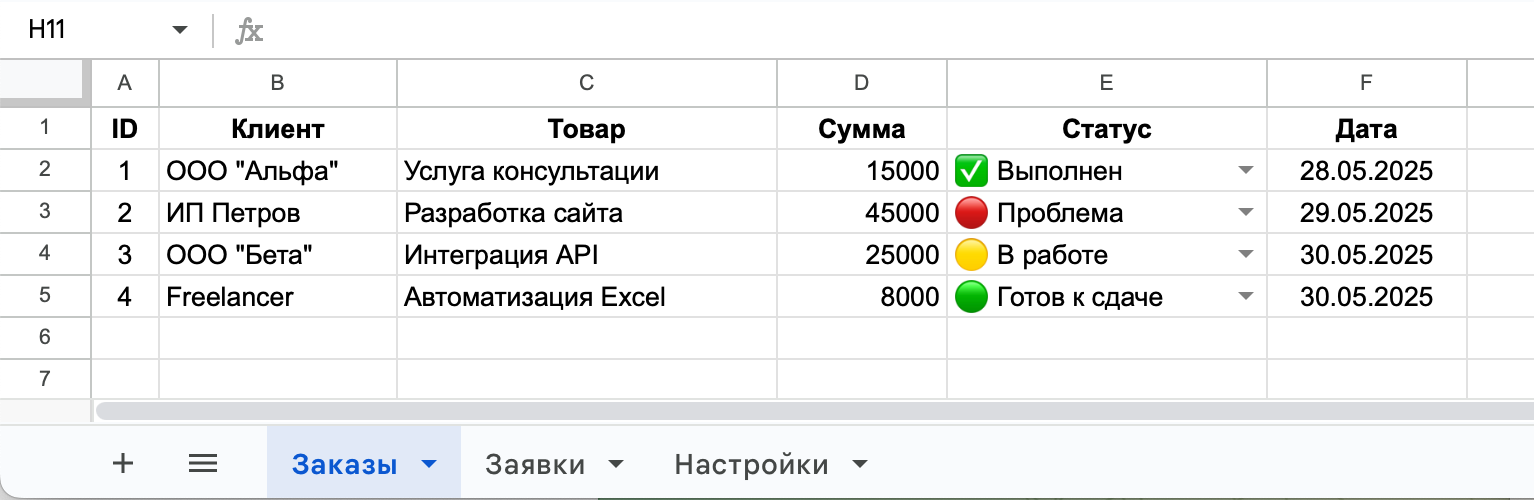 H11 fx
A B C D E F
1 ID Клиент Товар Сумма Статус Дата
2 1 ООО "Альфа" Услуга консультации 15000 ✅ Выполнен 28.05.2025
3 2 ИП Петров Разработка сайта 45000 🔴 Проблема 29.05.2025
4 3 ООО "Бета" Интеграция API 25000 🟡 В работе 30.05.2025
5 4 Freelancer Автоматизация Excel 8000 🟢 Готов к сдаче 30.05.2025
6
7
Заказы Заявки Настройки